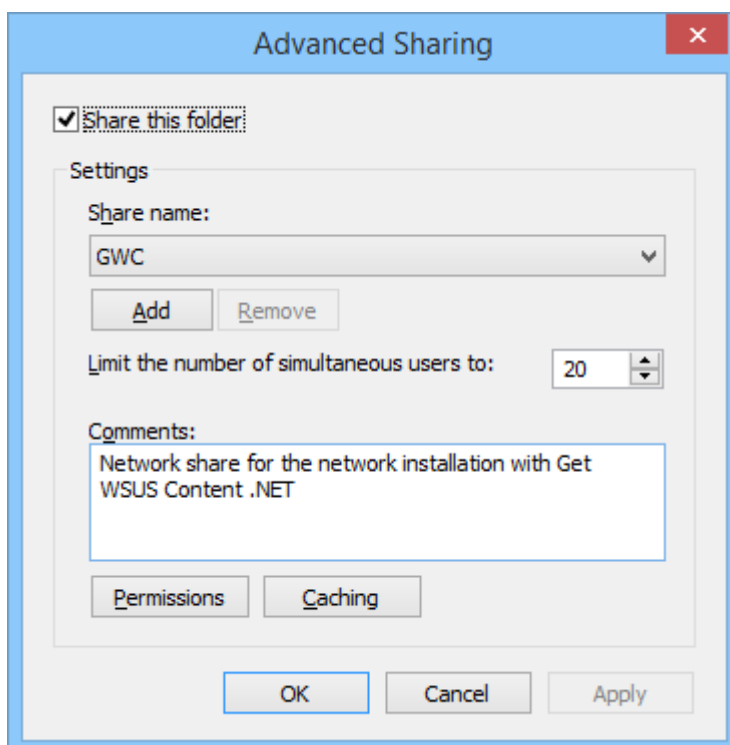 Advanced Sharing
Share this folder
Settings
Share name:
GWC
Add Remove
Limit the number of simultaneous users to: 20
Comments:
Network share for the network installation with Get
WSUS Content .NET
Permissions Caching
OK Cancel Apply